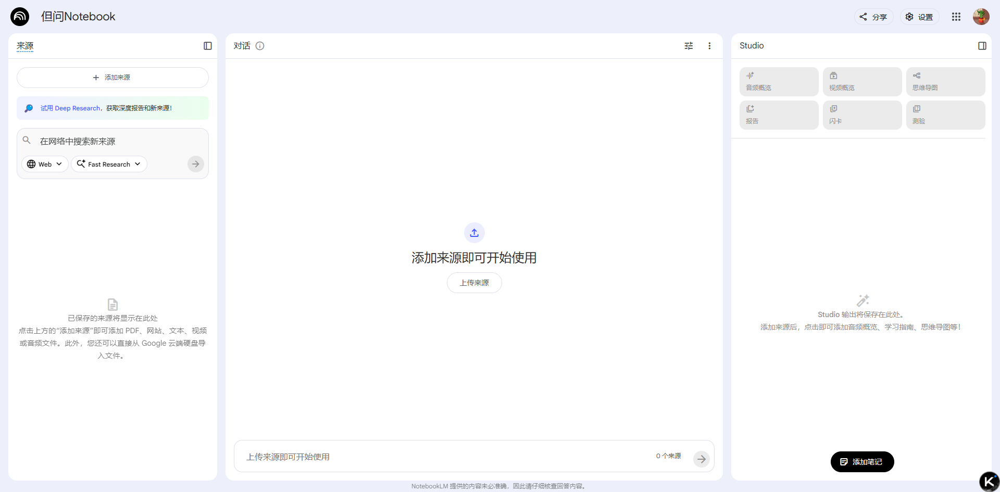 但问Notebook
分享
设置
来源
添加来源
试用 Deep Research，获取深度报告和新来源！
在网络中搜索新来源
Web
Fast Research
已保存的来源将显示在此处
点击上方的“添加来源”即可添加 PDF、网站、文本、视频
或音频文件。此外，您还可以直接从 Google 云端硬盘导
入文件。
对话
添加来源即可开始使用
上传来源
上传来源即可开始使用
0 个来源
NotebookLM 提供的内容未必准确，因此请仔细核查回答内容。
Studio
音频概览
视频概览
思维导图
报告
闪卡
测验
Studio 输出将保存在此处。
添加来源后，点击即可添加音频概览、学习指南、思维导图等！
添加笔记
K